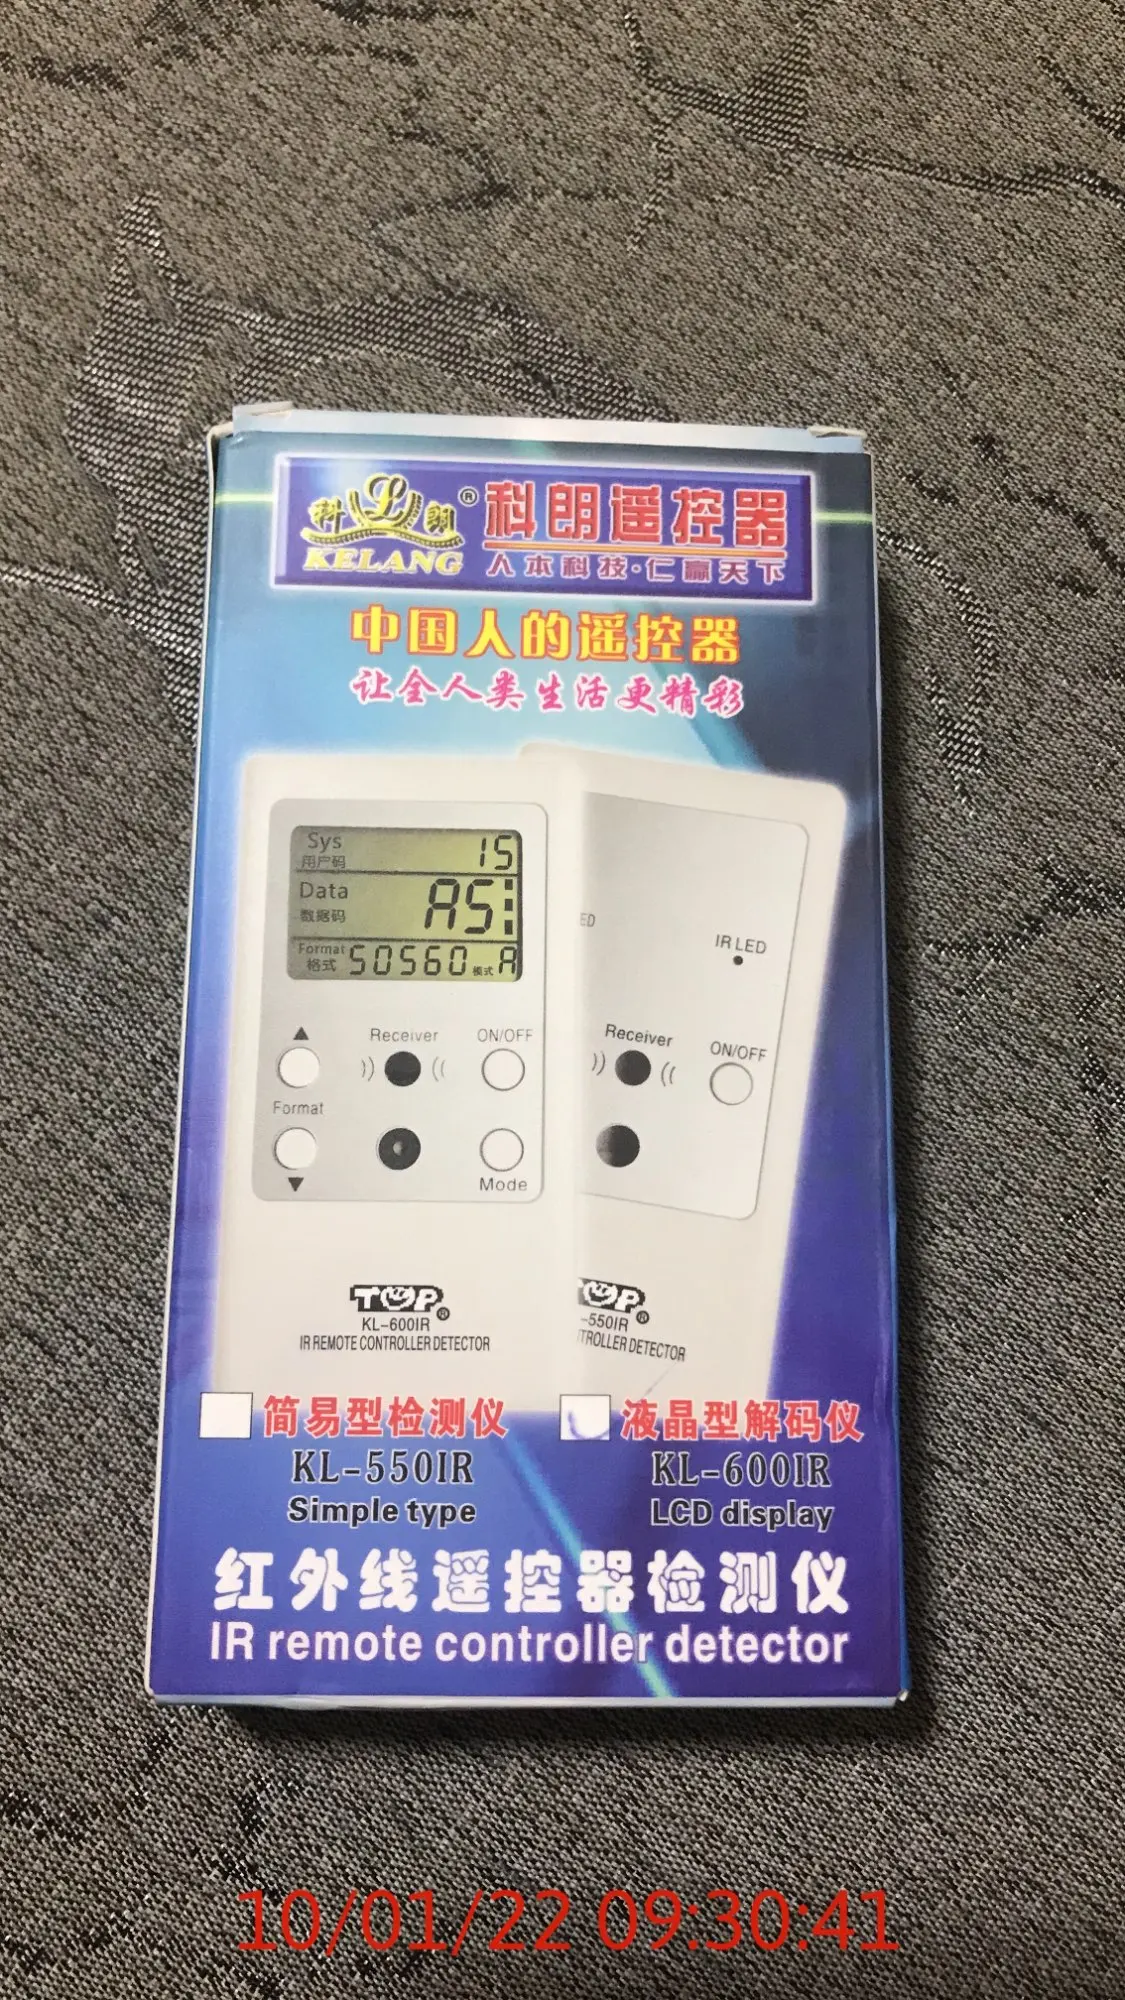 科 L 朗 ®
KELANG
科朗遥控器
人本科技·仁赢天下
中国人的遥控器
让全人类生活更精彩
Sys 15
用户码
Data A5
数据码
Format 50560 模式 A
格式
▲ Receiver ON/OFF
Format
▼ Mode
TOP ®
KL-600IR
IR REMOTE CONTROLLER DETECTOR
ED
IR LED
Receiver
ON/OFF
TOP ®
-550IR
TROLLER DETECTOR
简易型检测仪
KL-550IR
Simple type
液晶型解码仪
KL-600IR
LCD display
红外线遥控器检测仪
IR remote controller detector
10/01/22 09:30:41